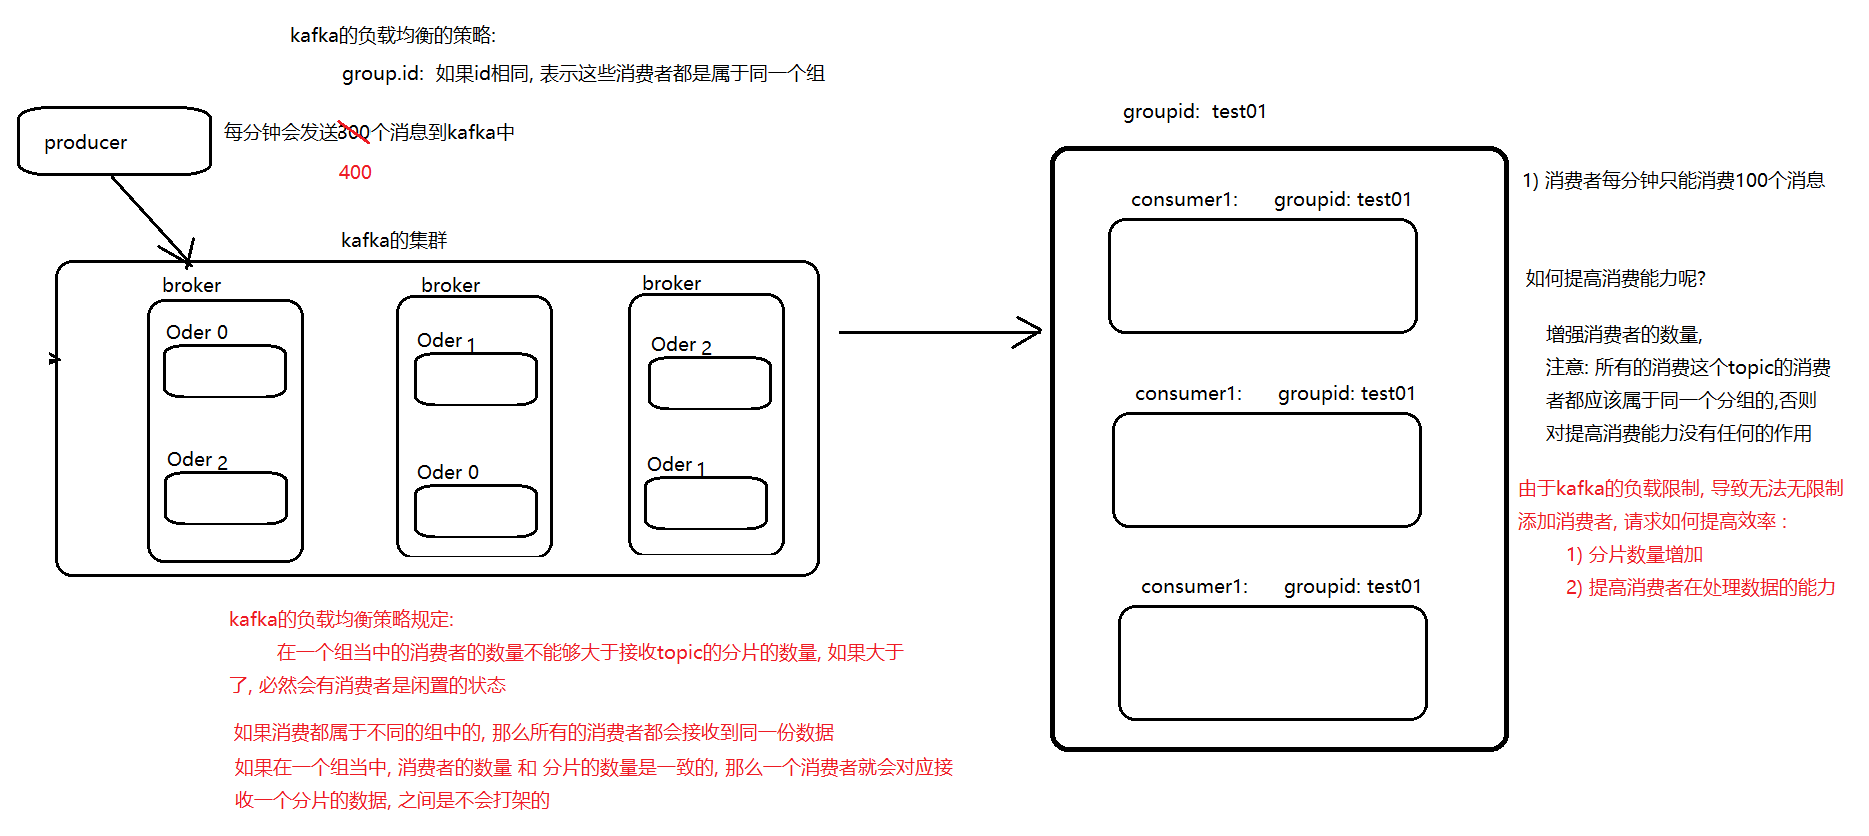 kafka的负载均衡的策略:
group.id: 如果id相同, 表示这些消费者都是属于同一个组
producer
每分钟会发送300个消息到kafka中
400
kafka的集群
broker
Oder 0
Oder 2
broker
Oder 1
Oder 0
broker
Oder 2
Oder 1
kafka的负载均衡策略规定:
在一个组当中的消费者的数量不能够大于接收topic的分片的数量, 如果大于
了, 必然会有消费者是闲置的状态
如果消费都属于不同的组中的, 那么所有的消费者都会接收到同一份数据
如果在一个组当中, 消费者的数量 和 分片的数量是一致的, 那么一个消费者就会对应接
收一个分片的数据, 之间是不会打架的
groupid: test01
consumer1: groupid: test01
consumer1: groupid: test01
consumer1: groupid: test01
1) 消费者每分钟只能消费100个消息
如何提高消费能力呢?
增强消费者的数量,
注意: 所有的消费这个topic的消费
者都应该属于同一个分组的,否则
对提高消费能力没有任何的作用
由于kafka的负载限制, 导致无法无限制
添加消费者, 请求如何提高效率 :
1) 分片数量增加
2) 提高消费者在处理数据的能力